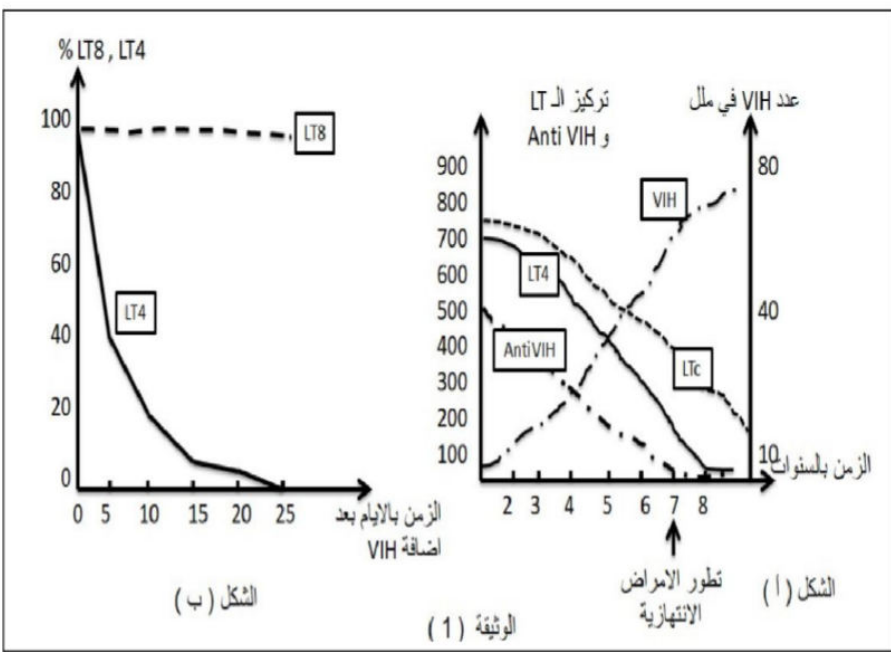 % LT8 , LT4
100
80
60
40
20
0
LT8
LT4
0 5 10 15 20 25
الزمن بالايام بعد
اضافة VIH
الشكل ( ب )
تركيز الـ LT
و Anti VIH
عدد VIH في ملل
900
800
700
600
500
400
300
200
100
80
40
10
VIH
LT4
AntiVIH
LTc
2 3 4 5 6 7 8
الزمن بالسنوات
تطور الامراض
الانتهازية
الشكل ( أ )
الوثيقة ( 1 )